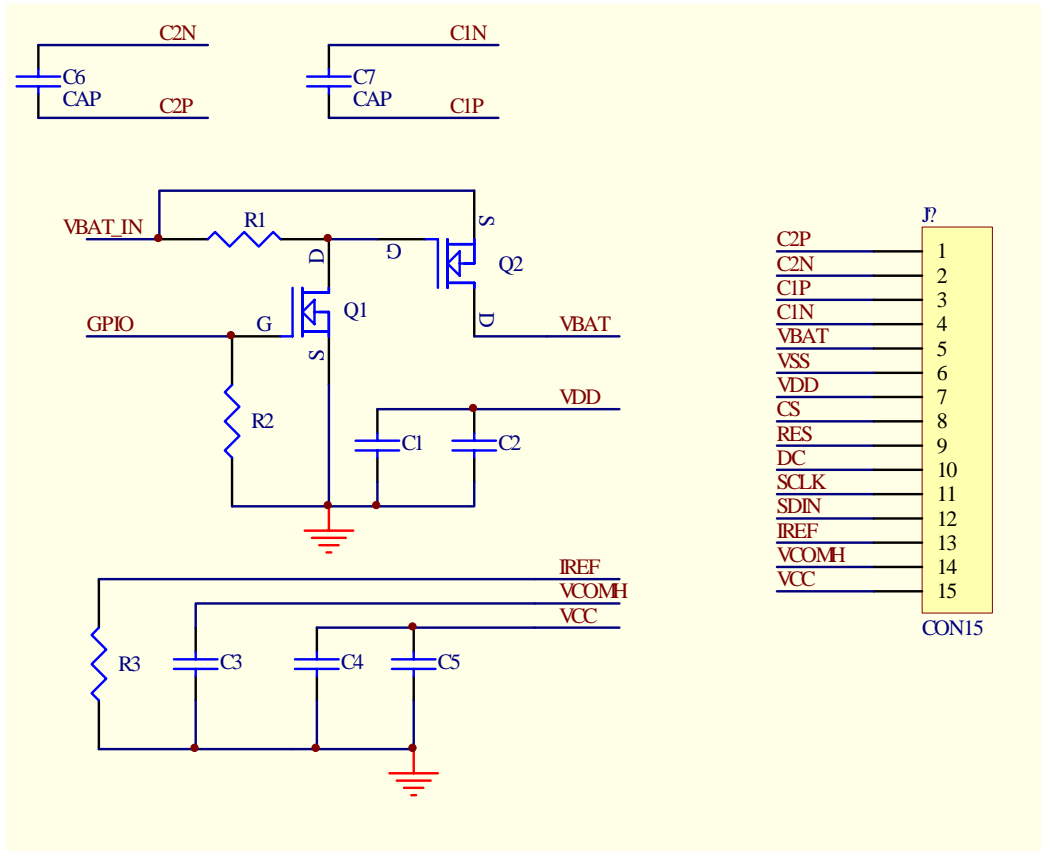 C2N
C6
CAP
C2P
C1N
C7
CAP
C1P
VBAT_IN
R1
S
D
G
Q2
Q1
GPIO
G
S
D
VBAT
R2
VDD
C1
C2
IREF
VCOMH
VCC
R3
C3
C4
C5
J?
C2P 1
C2N 2
C1P 3
C1N 4
VBAT 5
VSS 6
VDD 7
CS 8
RES 9
DC 10
SCLK 11
SDIN 12
IREF 13
VCOMH 14
VCC 15
CON15